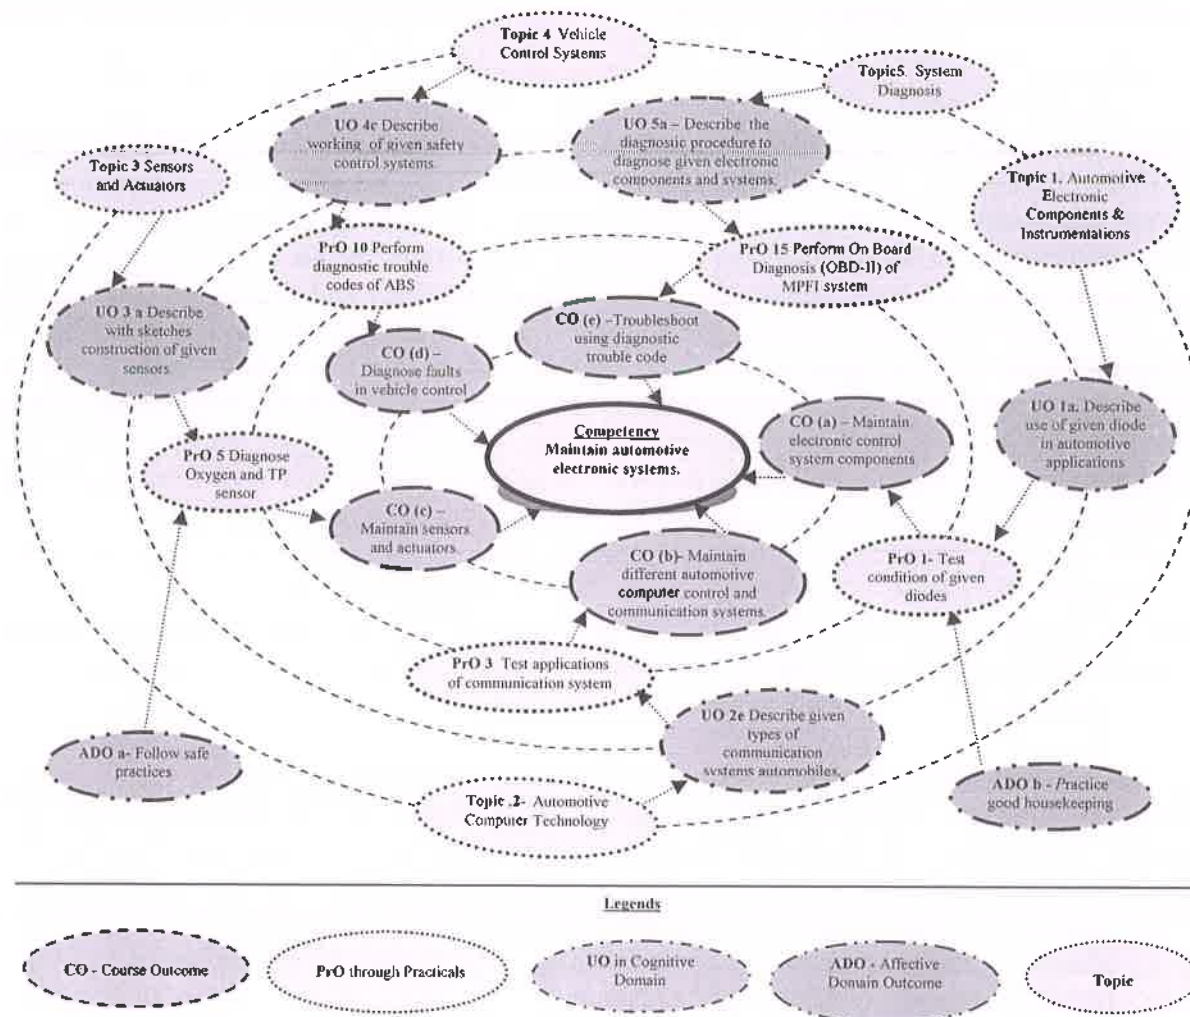 Topic 4 Vehicle
Control Systems
Topic5. System
Diagnosis
UO 4c Describe
working of given safety
control systems.
UO 5a – Describe the
diagnostic procedure to
diagnose given electronic
components and systems.
Topic 3 Sensors
and Actuators
Topic 1. Automotive
Electronic
Components &
Instrumentations
PrO 10 Perform
diagnostic trouble
codes of ABS
PrO 15 Perform On Board
Diagnosis (OBD-II) of
MPFI system
UO 3 a Describe
with sketches
construction of given
sensors
CO (e) –Troubleshoot
using diagnostic
trouble code
CO (d) –
Diagnose faults
in vehicle control
UO 1a. Describe
use of given diode
in automotive
applications
Competency
Maintain automotive
electronic systems.
CO (a) – Maintain
electronic control
system components
PrO 5 Diagnose
Oxygen and TP
sensor
CO (c) –
Maintain sensors
and actuators
CO (b)- Maintain
different automotive
computer control and
communication systems.
PrO 1- Test
condition of given
diodes
PrO 3 Test applications
of communication system
UO 2e Describe given
types of
communication
systems automobiles.
ADO a- Follow safe
practices
ADO b - Practice
good housekeeping
Topic .2- Automotive
Computer Technology
Legends
CO - Course Outcome
PrO through Practicals
UO in Cognitive
Domain
ADO - Affective
Domain Outcome
Topic